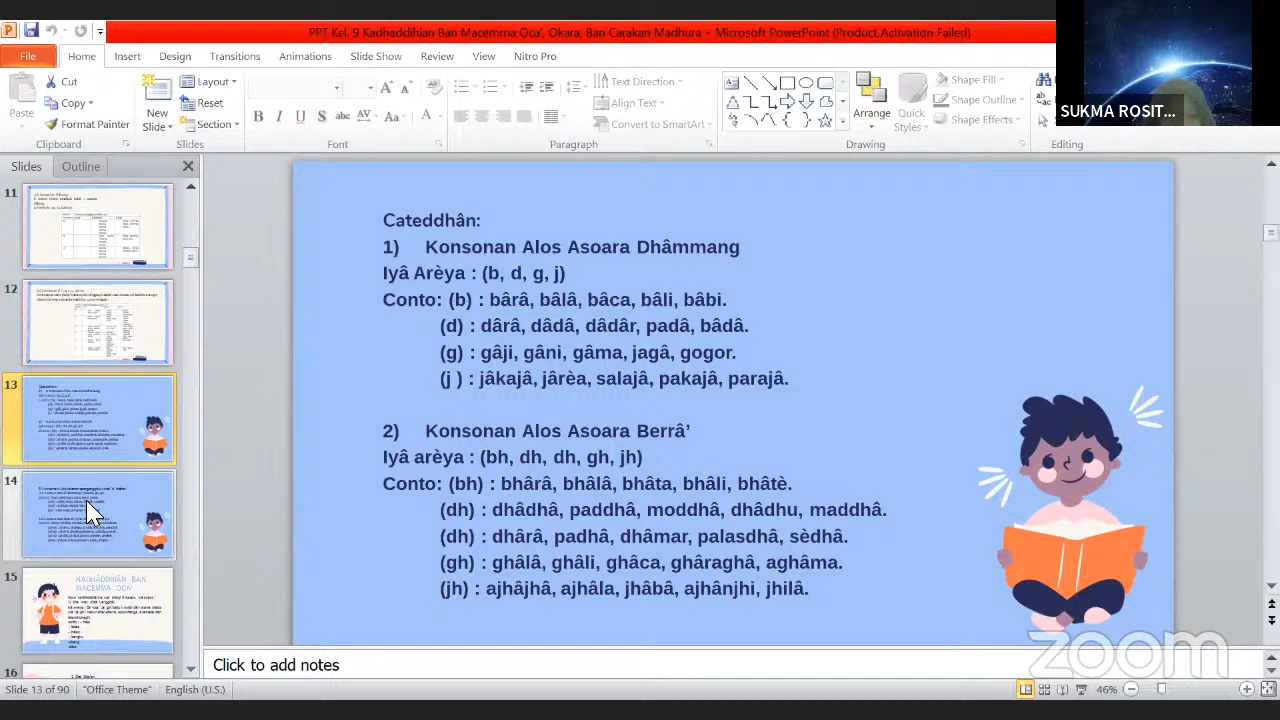 PPT Kel. 9 Kadhaddihian Ban Macemma Oca', Okara, Ban Carakan Madhura – Microsoft PowerPoint (Product Activation Failed)
File Home Insert Design Transitions Animations Slide Show Review View Nitro Pro
Paste
Cut
Copy
Format Painter
Clipboard
New Slide
Layout
Reset
Section
Slides
Font
Paragraph
Text Direction
Align Text
Convert to SmartArt
Arrange
Quick Styles
Shape Fill
Shape Outline
Shape Effects
Drawing
Editing
SUKMA ROSIT...
Slides Outline
11
12
13
14
15
KADHÂDDHIÂN BAN
MACEMMA OCA'
16
Cateddhân:
1) Konsonan Alos Asoara Dhâmmang
Iyâ Arèya : (b, d, g, j)
Conto: (b) : bârâ, bâlâ, bâca, bâli, bâbi.
(d) : dârâ, dâdâ, dâdâr, padâ, bâdâ.
(g) : gâji, gâni, gâma, jagâ, gogor.
(j ) : jâkajâ, jârèa, salajâ, pakajâ, parajâ.
2) Konsonan Alos Asoara Berrâ’
Iyâ arèya : (bh, dh, dh, gh, jh)
Conto: (bh) : bhârâ, bhâlâ, bhâta, bhâli, bhâtè.
(dh) : dhâdhâ, paddhâ, moddhâ, dhâdhu, maddhâ.
(dh) : dhârâ, padhâ, dhâmar, palasdhâ, sèdhâ.
(gh) : ghâlâ, ghâli, ghâca, ghâraghâ, aghâma.
(jh) : ajhâjhâ, ajhâla, jhâbâ, ajhânjhi, jhilâ.
zoom
Click to add notes
Slide 13 of 90 "Office Theme" English (U.S.) 46%